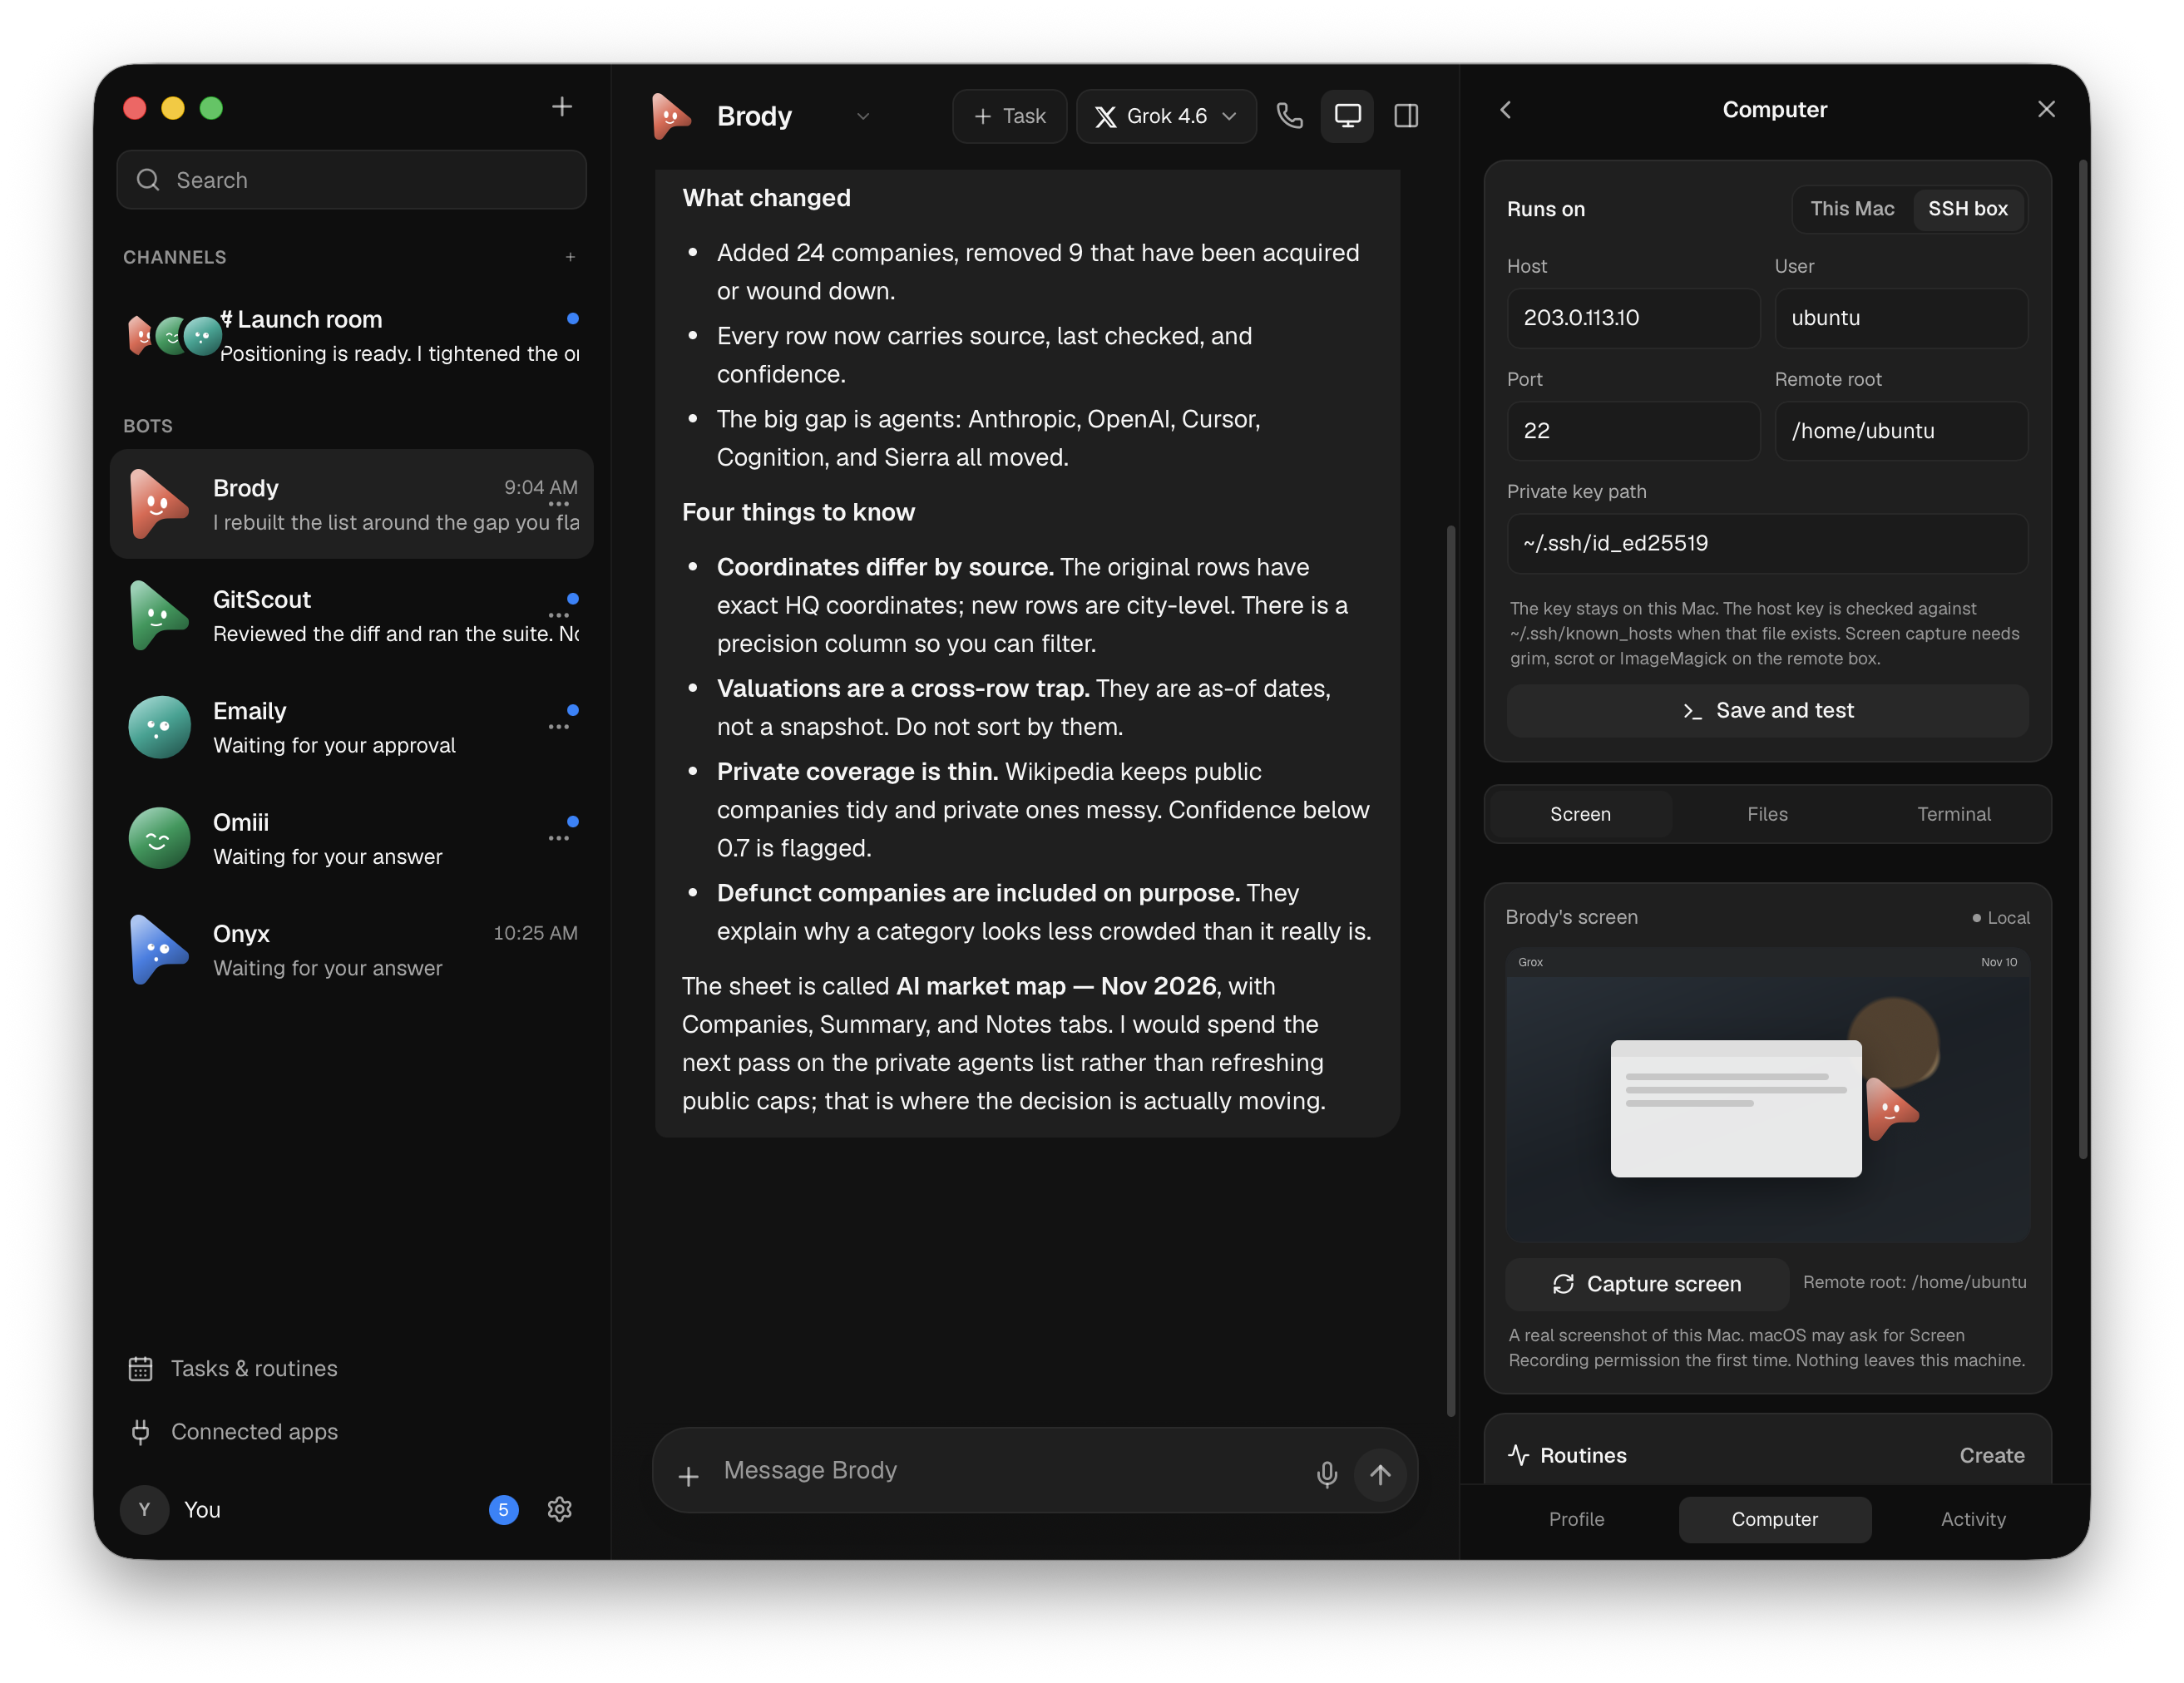 Search
CHANNELS
# Launch room
Positioning is ready. I tightened the
BOTS
Brody
9:04 AM
I rebuilt the list around the gap you
GitScout
Reviewed the diff and ran the suite.
Emaily
Waiting for your approval
Omiii
Waiting for your answer
Onyx
10:25 AM
Waiting for your answer
Tasks & routines
Connected apps
Y
You
5
Brody
Task
Grok 4.6
What changed
• Added 24 companies, removed 9 that have been acquired
or wound down.
• Every row now carries source, last checked, and
confidence.
• The big gap is agents: Anthropic, OpenAI, Cursor,
Cognition, and Sierra all moved.
Four things to know
• Coordinates differ by source. The original rows have
exact HQ coordinates; new rows are city-level. There is a
precision column so you can filter.
• Valuations are a cross-row trap. They are as-of dates,
not a snapshot. Do not sort by them.
• Private coverage is thin. Wikipedia keeps public
companies tidy and private ones messy. Confidence below
0.7 is flagged.
• Defunct companies are included on purpose. They
explain why a category looks less crowded than it really is.
The sheet is called AI market map — Nov 2026, with
Companies, Summary, and Notes tabs. I would spend the
next pass on the private agents list rather than refreshing
public caps; that is where the decision is actually moving.
Message Brody
Computer
Runs on
This Mac
SSH box
Host
User
203.0.113.10
ubuntu
Port
Remote root
22
/home/ubuntu
Private key path
~/.ssh/id_ed25519
The key stays on this Mac. The host key is checked against
~/.ssh/known_hosts when that file exists. Screen capture needs
grim, scrot or ImageMagick on the remote box.
Save and test
Screen
Files
Terminal
Brody's screen
Local
Grox
Nov 10
Capture screen
Remote root: /home/ubuntu
A real screenshot of this Mac. macOS may ask for Screen
Recording permission the first time. Nothing leaves this machine.
Routines
Create
Profile
Computer
Activity